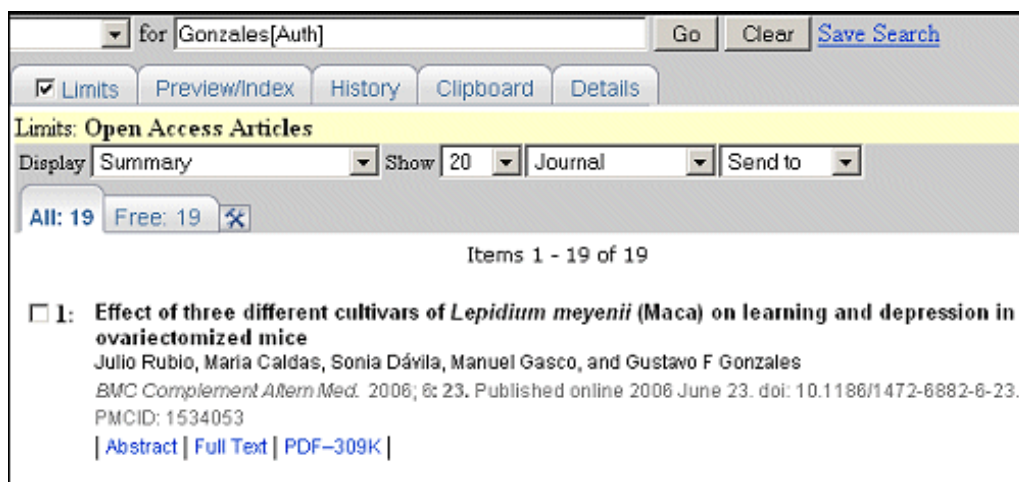 for Gonzales[Auth] Go Clear Save Search
Limits Preview/Index History Clipboard Details
Limits: Open Access Articles
Display Summary Show 20 Journal Send to
All: 19 Free: 19
Items 1 - 19 of 19
1: Effect of three different cultivars of Lepidium meyenii (Maca) on learning and depression in
ovariectomized mice
Julio Rubio, Maria Caldas, Sonia Dávila, Manuel Gasco, and Gustavo F Gonzales
BMC Complement Altern Med. 2006; 6: 23. Published online 2006 June 23. doi: 10.1186/1472-6882-6-23.
PMCID: 1534053
| Abstract | Full Text | PDF–309K |